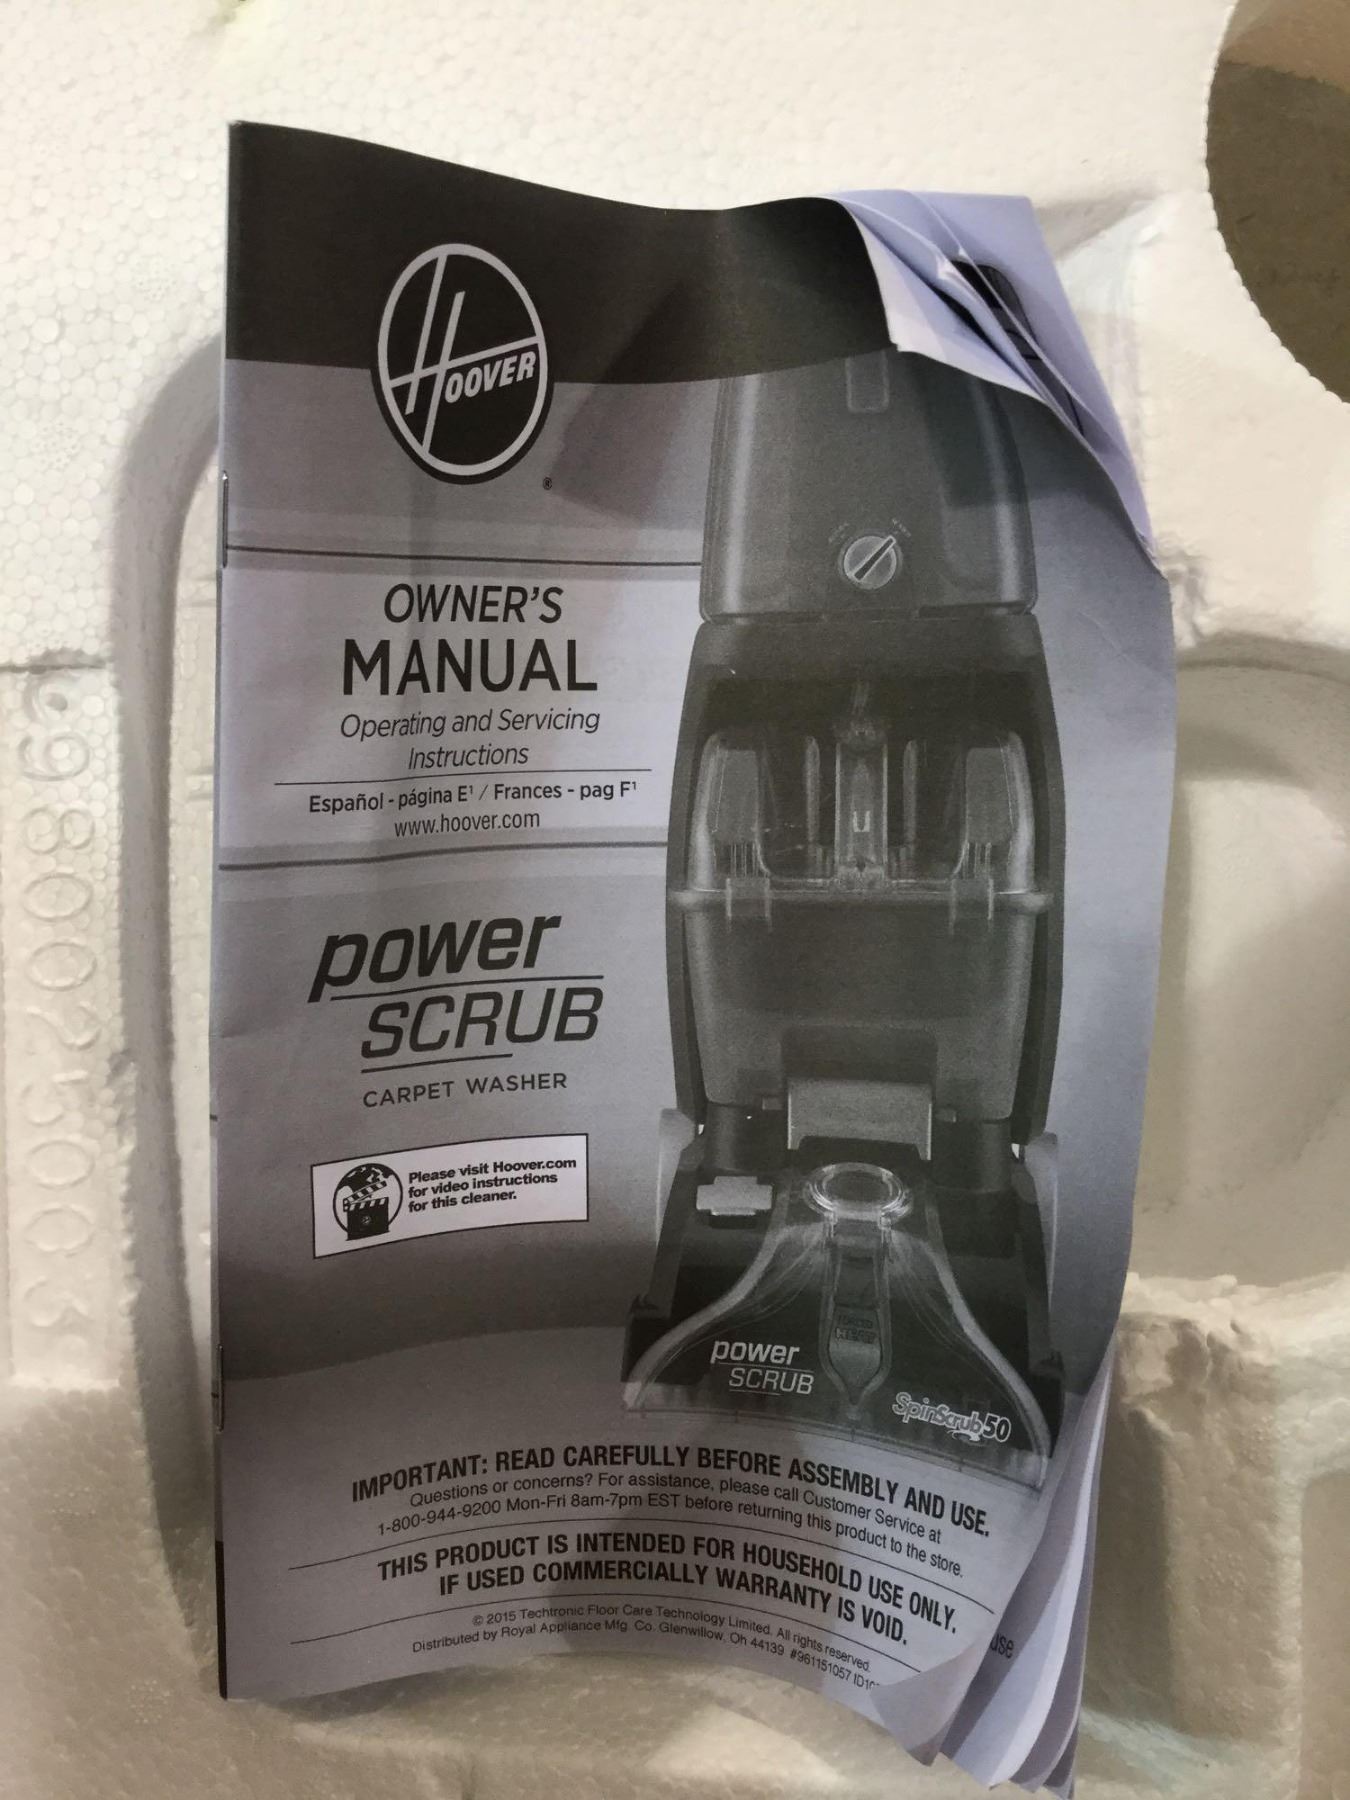 HOOVER
®
OWNER'S
MANUAL
Operating and Servicing
Instructions
Español - página E¹ / Frances - pag F¹
www.hoover.com
power
SCRUB
CARPET WASHER
Please visit Hoover.com
for video instructions
for this cleaner.
power
SCRUB
SpinScrub50
IMPORTANT: READ CAREFULLY BEFORE ASSEMBLY AND USE.
Questions or concerns? For assistance, please call Customer Service at
1-800-944-9200 Mon-Fri 8am-7pm EST before returning this product to the store.
THIS PRODUCT IS INTENDED FOR HOUSEHOLD USE ONLY.
IF USED COMMERCIALLY WARRANTY IS VOID.
© 2015 Techtronic Floor Care Technology Limited. All rights reserved.
Distributed by Royal Appliance Mfg. Co. Glenwillow, Oh 44139 #961151057